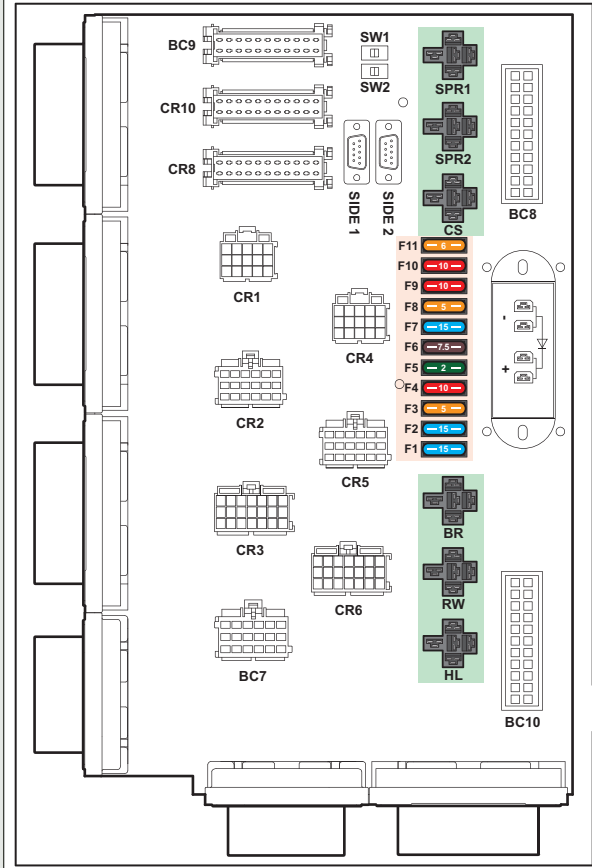 BC9
SW1
SW2
SPR1
CR10
SPR2
CR8
SIDE 1
SIDE 2
BC8
CS
F11 6
F10 10
F9 10
F8 5
F7 15
F6 7.5
F5 2
F4 10
F3 5
F2 15
F1 15
-
+
CR1
CR4
CR2
CR5
CR3
CR6
BC7
BR
RW
HL
BC10